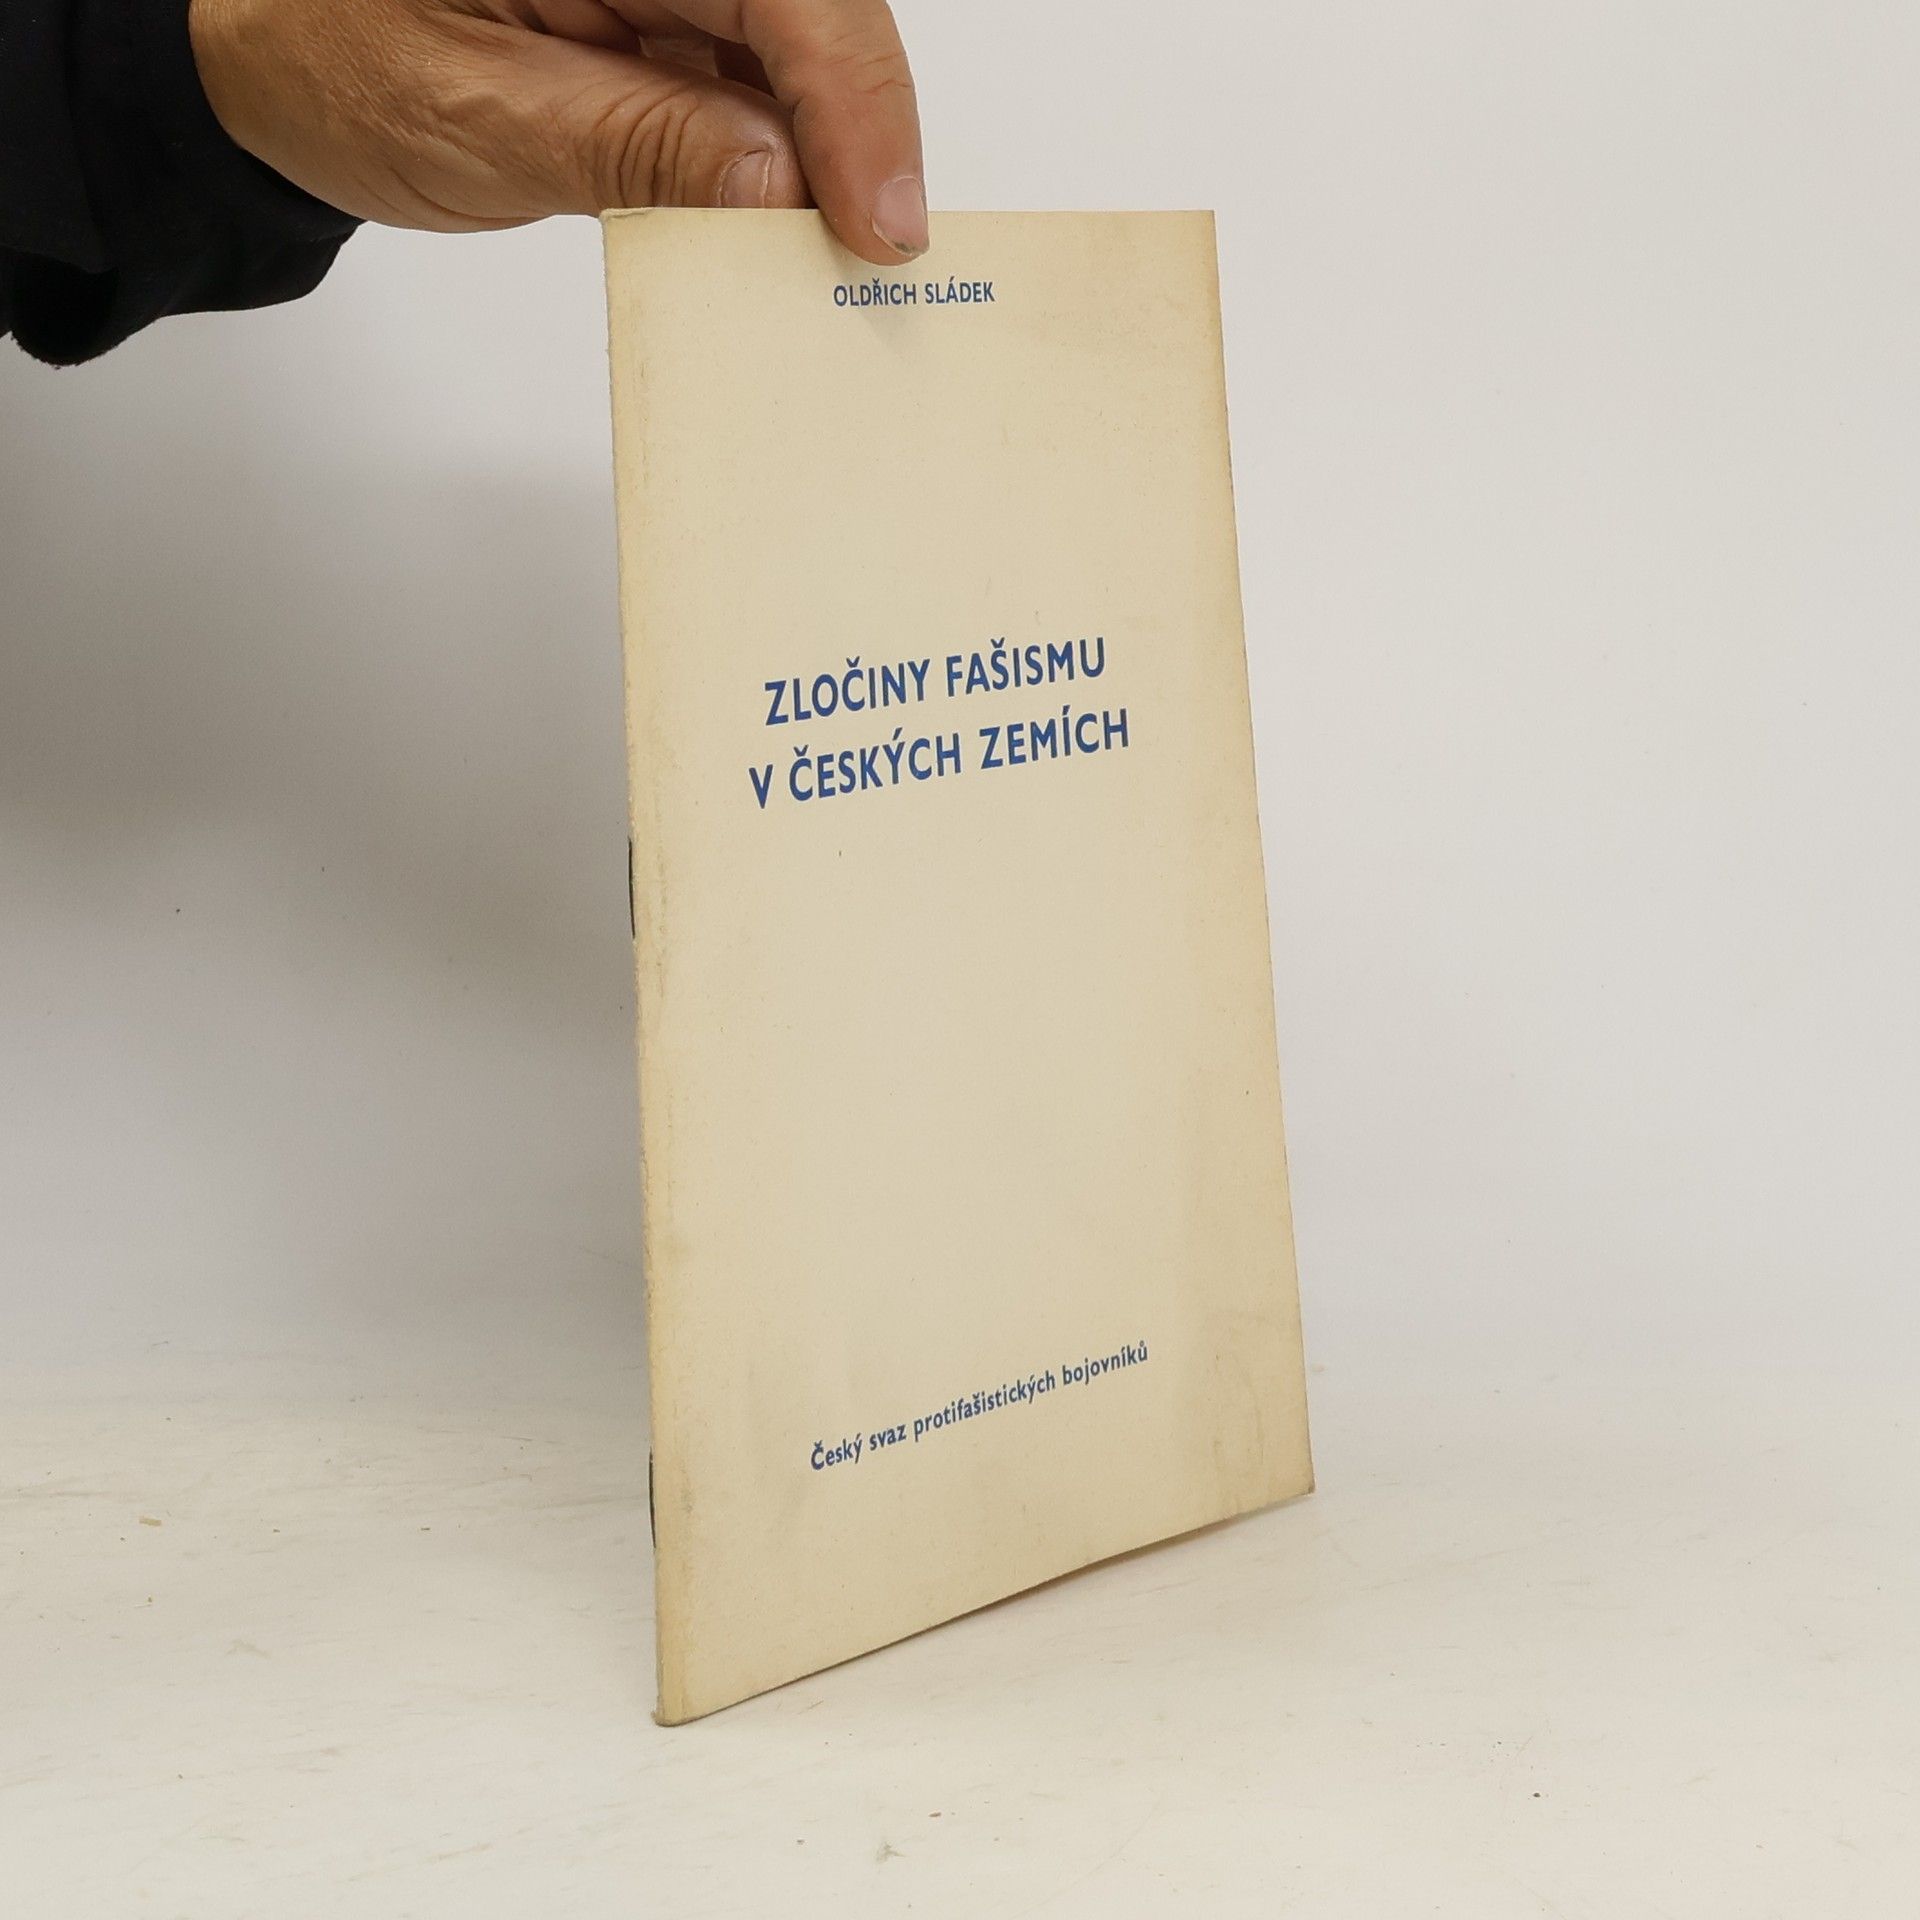 OLDŘICH SLÁDEK
ZLOČINY FAŠISMU
V ČESKÝCH ZEMÍCH
Český svaz protifašistických bojovníků